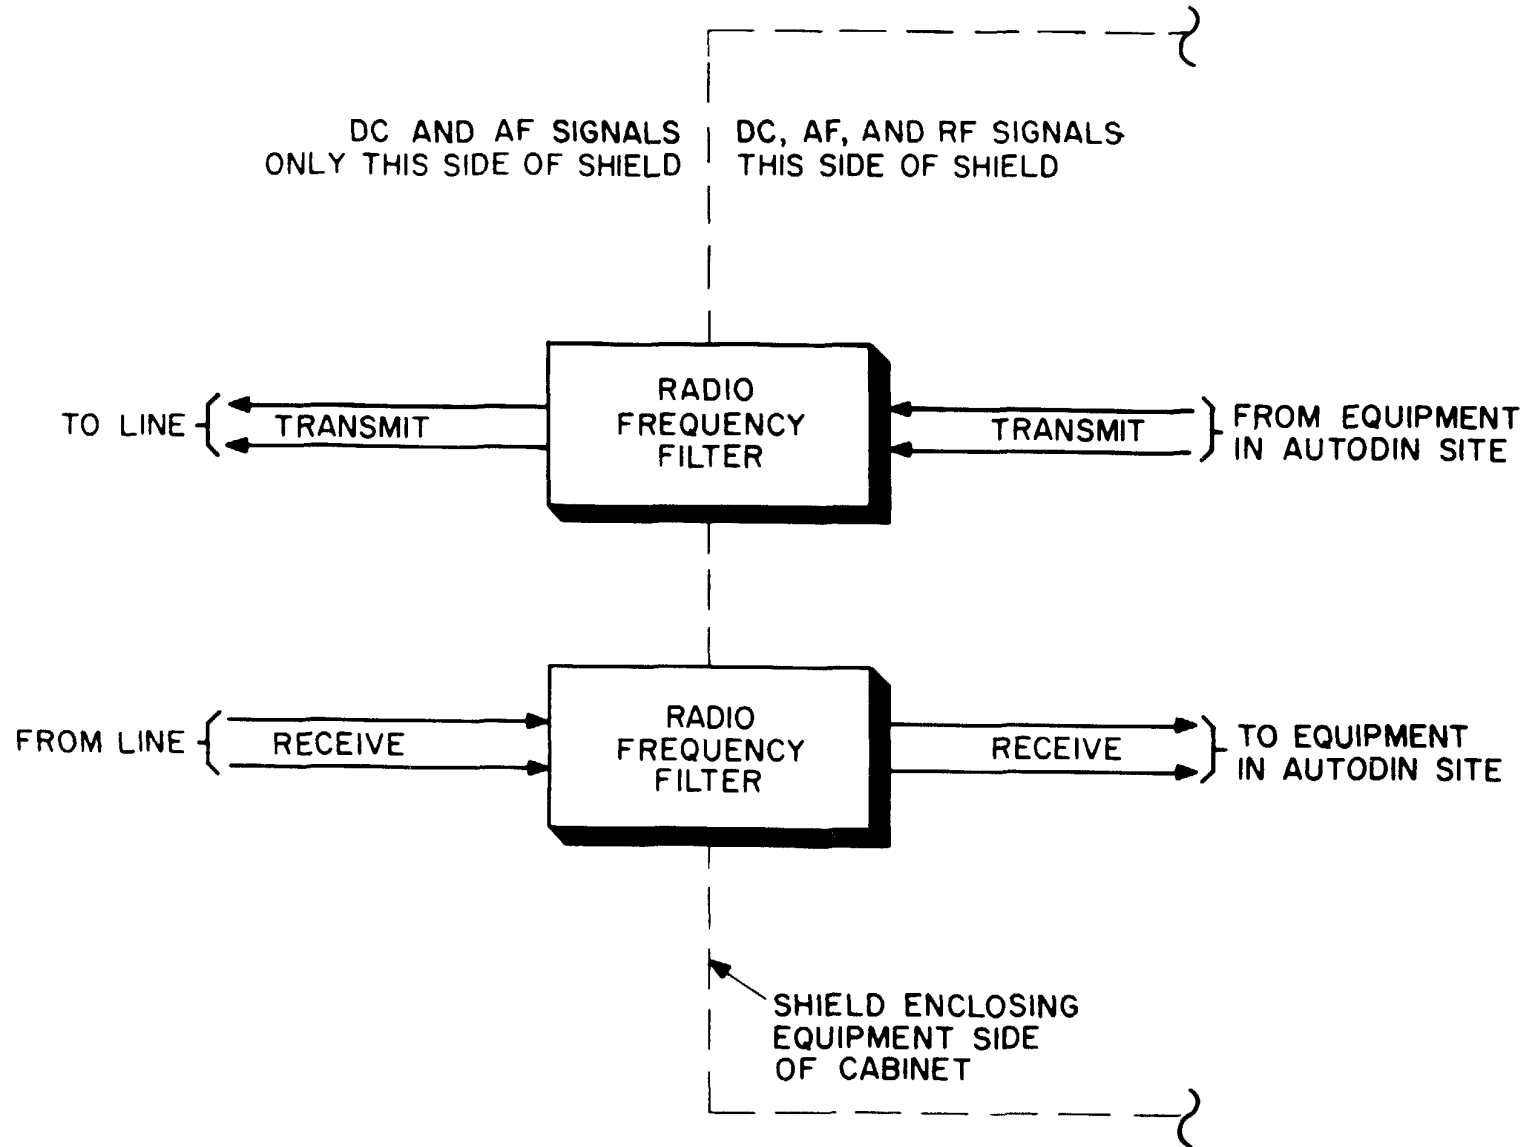 DC AND AF SIGNALS
ONLY THIS SIDE OF SHIELD
DC, AF, AND RF SIGNALS
THIS SIDE OF SHIELD
TO LINE
TRANSMIT
RADIO
FREQUENCY
FILTER
TRANSMIT
FROM EQUIPMENT
IN AUTODIN SITE
FROM LINE
RECEIVE
RADIO
FREQUENCY
FILTER
RECEIVE
TO EQUIPMENT
IN AUTODIN SITE
SHIELD ENCLOSING
EQUIPMENT SIDE
OF CABINET